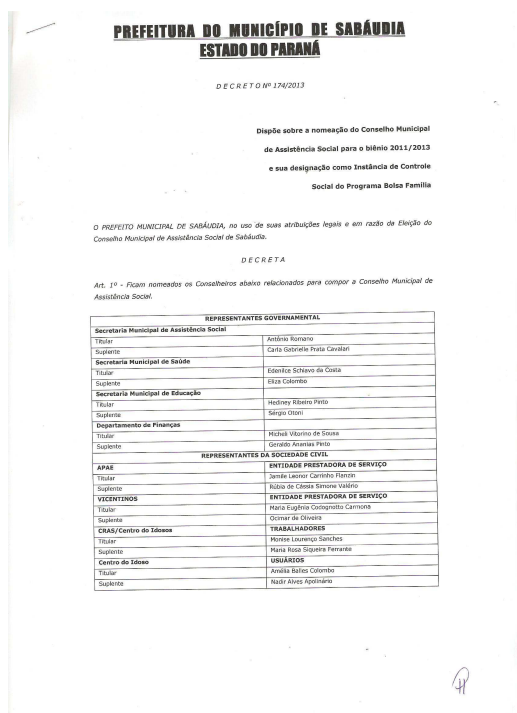 PREFEITURA DO MUNICÍPIO DE SABÁUDIA
ESTADO DO PARANÁ
D E C R E T O Nº 174/2013
Dispõe sobre a nomeação do Conselho Municipal
de Assistência Social para o biênio 2011/2013
e sua designação como Instância de Controle
Social do Programa Bolsa Família
O PREFEITO MUNICIPAL DE SABÁUDIA, no uso de suas atribuições legais e em razão da Eleição do
Conselho Municipal de Assistência Social de Sabáudia.
D E C R E T A
Art. 1º - Ficam nomeados os Conselheiros abaixo relacionados para compor a Conselho Municipal de
Assistência Social.
REPRESENTANTES GOVERNAMENTAL
Secretaria Municipal de Assistência Social
Titular Antônio Romano
Suplente Carla Gabrielle Prata Cavalari
Secretaria Municipal de Saúde
Titular Edenilce Schiavo da Costa
Suplente Eliza Colombo
Secretaria Municipal de Educação
Titular Hediney Ribeiro Pinto
Suplente Sérgio Otoni
Departamento de Finanças
Titular Micheli Vitorino de Sousa
Suplente Geraldo Ananias Pinto
REPRESENTANTES DA SOCIEDADE CIVIL
APAE ENTIDADE PRESTADORA DE SERVIÇO
Titular Jamile Leonor Carrinho Flanzin
Suplente Rúbia de Cássia Simone Valério
VICENTINOS ENTIDADE PRESTADORA DE SERVIÇO
Titular Maria Eugênia Codognotto Carmona
Suplente Ocimar de Oliveira
CRAS/Centro do Idosos TRABALHADORES
Titular Monise Lourenço Sanches
Suplente Maria Rosa Siqueira Ferrante
Centro do Idoso USUÁRIOS
Titular Amélia Balles Colombo
Suplente Nadir Alves Apolinário